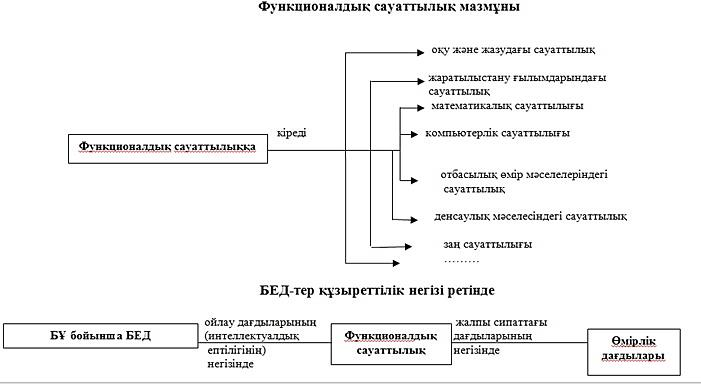 Функционалдық сауаттылық мазмұны
оқу және жазудағы сауаттылық
жаратылыстану ғылымдарындағы
сауаттылық
математикалық сауаттылығы
кіреді
компьютерлік сауаттылығы
Функционалдық сауаттылыққа
отбасылық өмір мәселелеріндегі
сауаттылық
денсаулық мәселесіндегі сауаттылық
заң сауаттылығы
………
БЕД-тер құзыреттілік негізі ретінде
БҰ бойынша БЕД
ойлау дағдыларының
(интеллектуалдық
ептілігінің)
негізінде
Функционалдық
сауаттылық
жалпы сипаттағы
дағдыларының
негізінде
Өмірлік
дағдылары